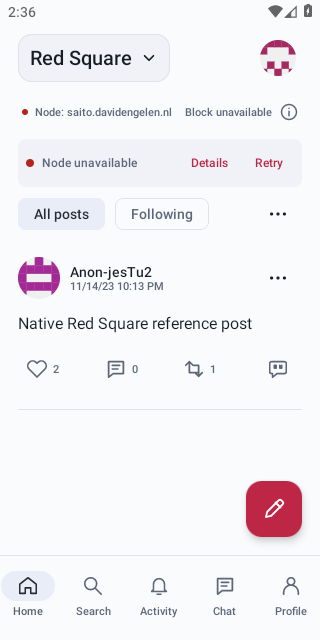 2:36
Red Square
Node: saito.davidengelen.nl Block unavailable
Node unavailable Details Retry
All posts Following
Anon-jesTu2
11/14/23 10:13 PM
Native Red Square reference post
2 0 1
Home Search Activity Chat Profile